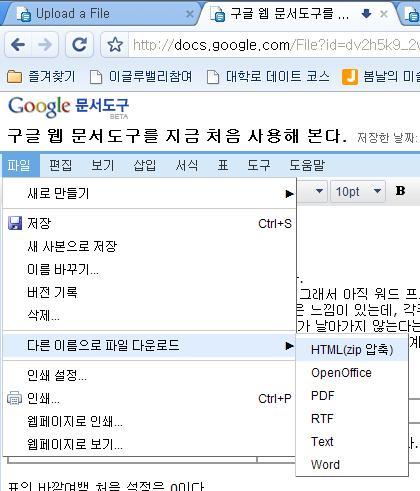 Upload a File
구글 웹 문서도구를 ...
http://docs.google.com/File?id=dv2h5k9_2
즐겨찾기 이글루밸리참여 대학로 데이트 코스 봄날의 미술
Google 문서도구
BETA
구글 웹 문서도구를 지금 처음 사용해 본다. 저장한 날짜:
파일 편집 보기 삽입 서식 표 도구 도움말
새로 만들기
10pt B
저장 Ctrl+S
새 사본으로 저장
이름 바꾸기...
버전 기록
삭제...
그래서 아직 워드 프
은 느낌이 있는데, 각주
가 날아가지 않는다는
다른 이름으로 파일 다운로드
HTML(zip 압축)
OpenOffice
PDF
RTF
Text
Word
인쇄 설정...
인쇄... Ctrl+P
웹페이지로 인쇄...
웹페이지로 보기...
표의 바깥여백 처음 설정은 0이다.